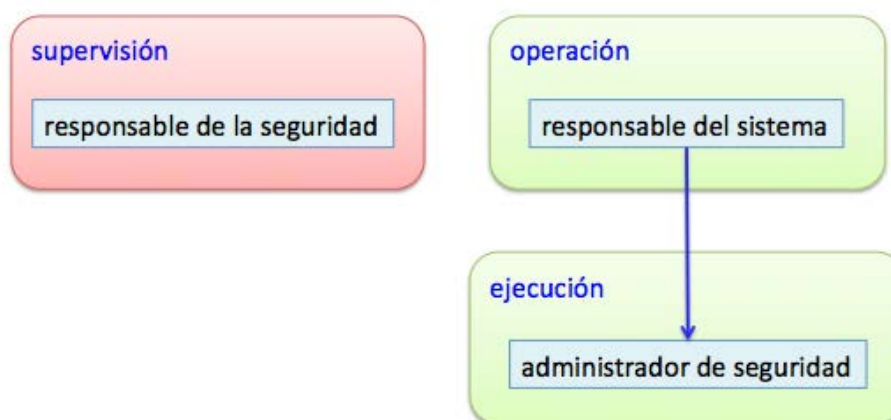 supervisión
responsable de la seguridad
operación
responsable del sistema
ejecución
administrador de seguridad